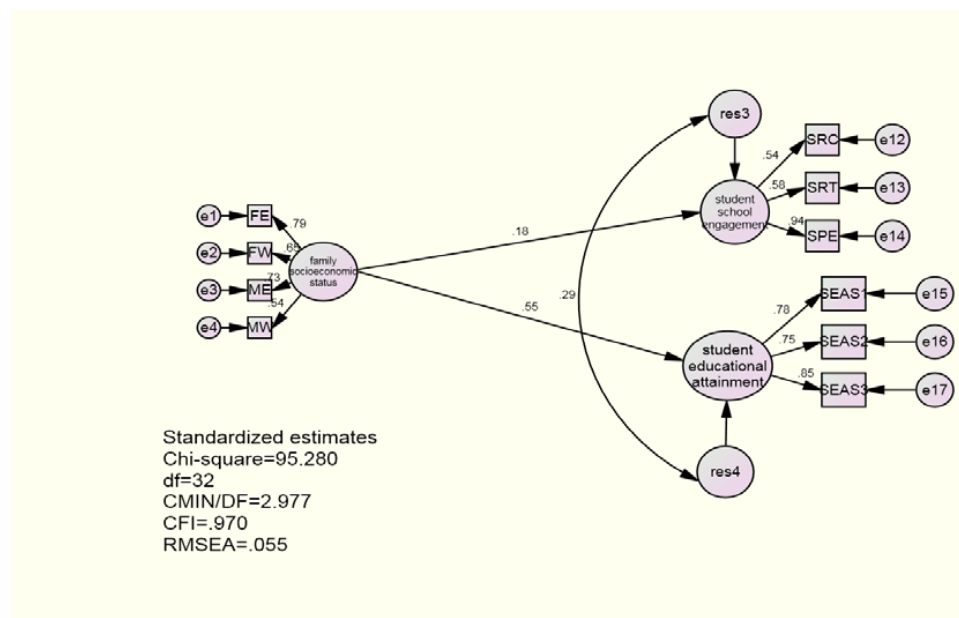 res3
SRC
e12
.54
SRT
e13
.58
student
school
engagement
.94
SPE
e14
e1
FE
.79
e2
FW
.65
family
socioeconomic
status
e3
ME
.73
e4
MW
.54
.18
.29
.55
SEAS1
e15
.78
SEAS2
e16
.75
student
educational
attainment
.85
SEAS3
e17
res4
Standardized estimates
Chi-square=95.280
df=32
CMIN/DF=2.977
CFI=.970
RMSEA=.055